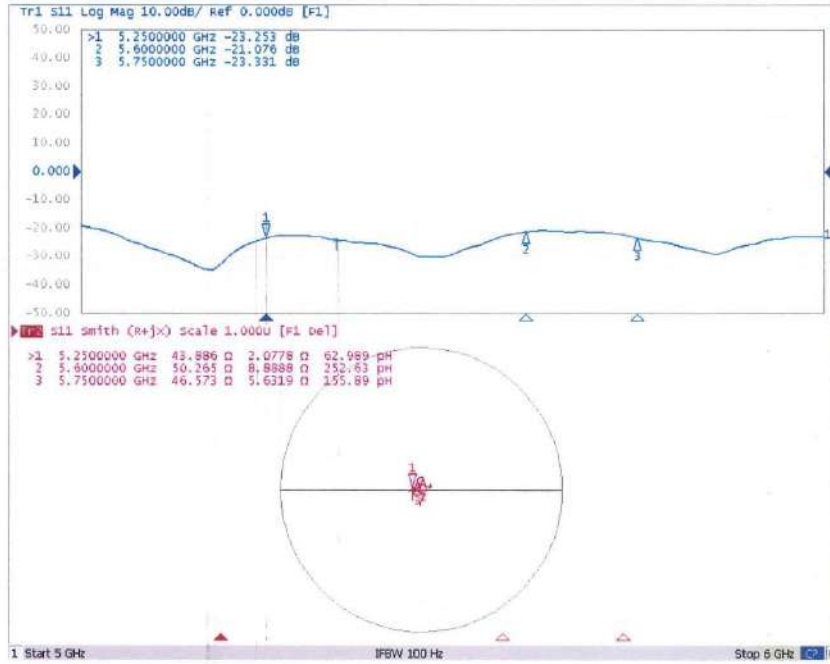 Tr1 S11 Log Mag 10.00dB/ Ref 0.000dB [F1]
50.00
40.00
30.00
20.00
10.00
0.000
-10.00
-20.00
-30.00
-40.00
-50.00
>1 5.2500000 GHz -23.253 dB
2 5.6000000 GHz -21.076 dB
3 5.7500000 GHz -23.331 dB
1
2
3
1
Tr2 S11 Smith (R+jX) Scale 1.000U [F1 Del]
>1 5.2500000 GHz 43.886 Ω 2.0778 Ω 62.989 pH
2 5.6000000 GHz 50.265 Ω 8.8888 Ω 252.63 pH
3 5.7500000 GHz 46.573 Ω 5.6319 Ω 155.89 pH
1
1 Start 5 GHz IFBW 100 Hz Stop 6 GHz C?